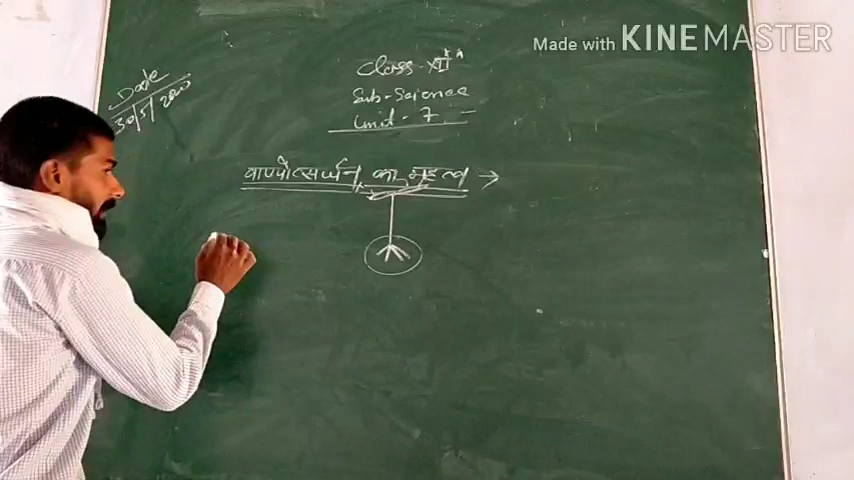 Made with KINEMASTER
Date
30/5/2020
Class - XII A
Sub - Science
Unit - 7 -
वाष्पोत्सर्जन का महत्व →